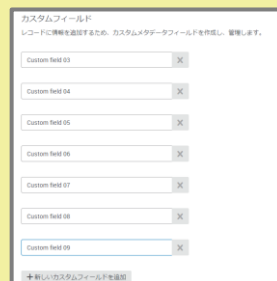 カスタムフィールド
レコードに情報を追加するため、カスタムメタデータフィールドを作成し、管理します。
Custom field 03
Custom field 04
Custom field 05
Custom field 06
Custom field 07
Custom field 08
Custom field 09
+新しいカスタムフィールドを追加